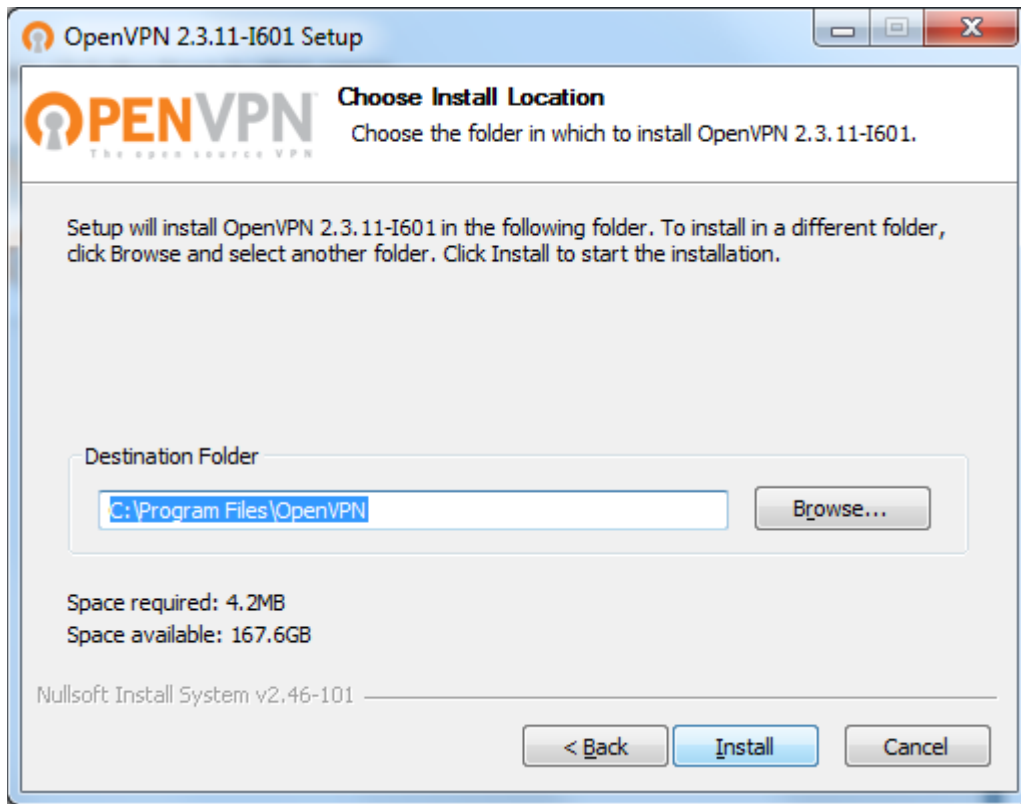 OpenVPN 2.3.11-I601 Setup
OPENVPN™
The open source VPN
Choose Install Location
Choose the folder in which to install OpenVPN 2.3.11-I601.
Setup will install OpenVPN 2.3.11-I601 in the following folder. To install in a different folder,
click Browse and select another folder. Click Install to start the installation.
Destination Folder
C:\Program Files\OpenVPN
Browse...
Space required: 4.2MB
Space available: 167.6GB
Nullsoft Install System v2.46-101
< Back
Install
Cancel